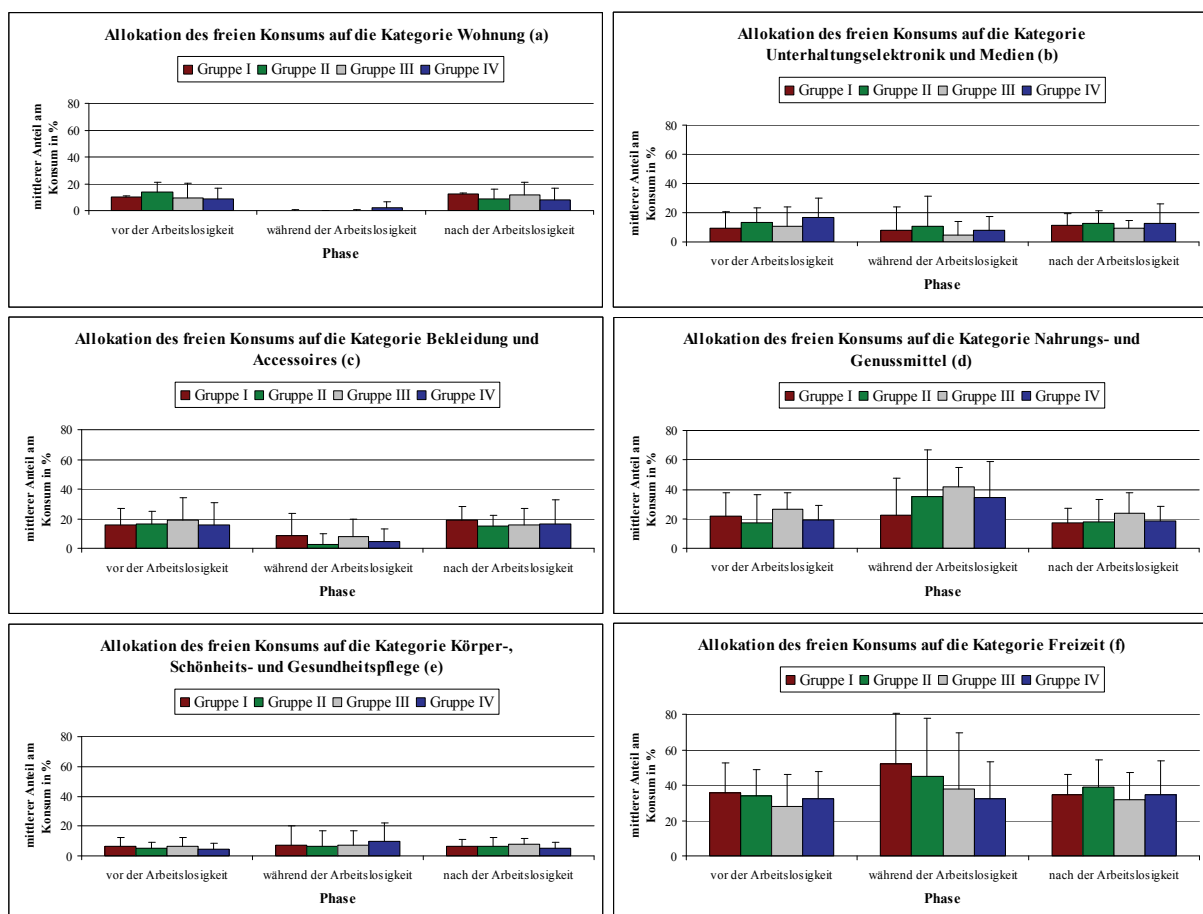 Allokation des freien Konsums auf die Kategorie Wohnung (a)
Gruppe I Gruppe II Gruppe III Gruppe IV
mittlerer Anteil am
Konsum in %
80
60
40
20
0
vor der Arbeitslosigkeit während der Arbeitslosigkeit nach der Arbeitslosigkeit
Phase
Allokation des freien Konsums auf die Kategorie
Unterhaltungselektronik und Medien (b)
Gruppe I Gruppe II Gruppe III Gruppe IV
mittlerer Anteil am
Konsum in %
80
60
40
20
0
vor der Arbeitslosigkeit während der Arbeitslosigkeit nach der Arbeitslosigkeit
Phase
Allokation des freien Konsums auf die Kategorie Bekleidung und
Accessoires (c)
Gruppe I Gruppe II Gruppe III Gruppe IV
mittlerer Anteil am
Konsum in %
80
60
40
20
0
vor der Arbeitslosigkeit während der Arbeitslosigkeit nach der Arbeitslosigkeit
Phase
Allokation des freien Konsums auf die Kategorie Nahrungs- und
Genussmittel (d)
Gruppe I Gruppe II Gruppe III Gruppe IV
mittlerer Anteil am
Konsum in %
80
60
40
20
0
vor der Arbeitslosigkeit während der Arbeitslosigkeit nach der Arbeitslosigkeit
Phase
Allokation des freien Konsums auf die Kategorie Körper-,
Schönheits- und Gesundheitspflege (e)
Gruppe I Gruppe II Gruppe III Gruppe IV
mittlerer Anteil am
Konsum in %
80
60
40
20
0
vor der Arbeitslosigkeit während der Arbeitslosigkeit nach der Arbeitslosigkeit
Phase
Allokation des freien Konsums auf die Kategorie Freizeit (f)
Gruppe I Gruppe II Gruppe III Gruppe IV
mittlerer Anteil am
Konsum in %
80
60
40
20
0
vor der Arbeitslosigkeit während der Arbeitslosigkeit nach der Arbeitslosigkeit
Phase